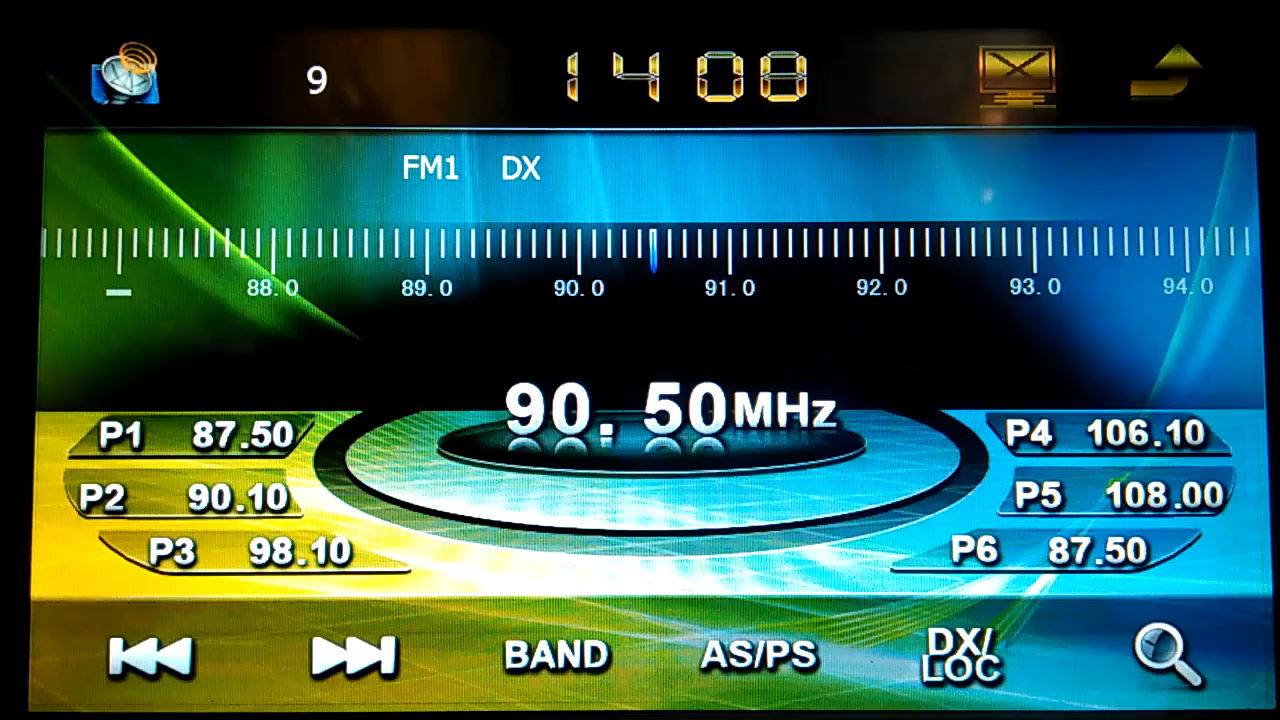 9 14 08
FM1 DX
88.0 89.0 90.0 91.0 92.0 93.0 94.0
90.50MHz
P1 87.50
P2 90.10
P3 98.10
P4 106.10
P5 108.00
P6 87.50
BAND AS/PS DX/
LOC